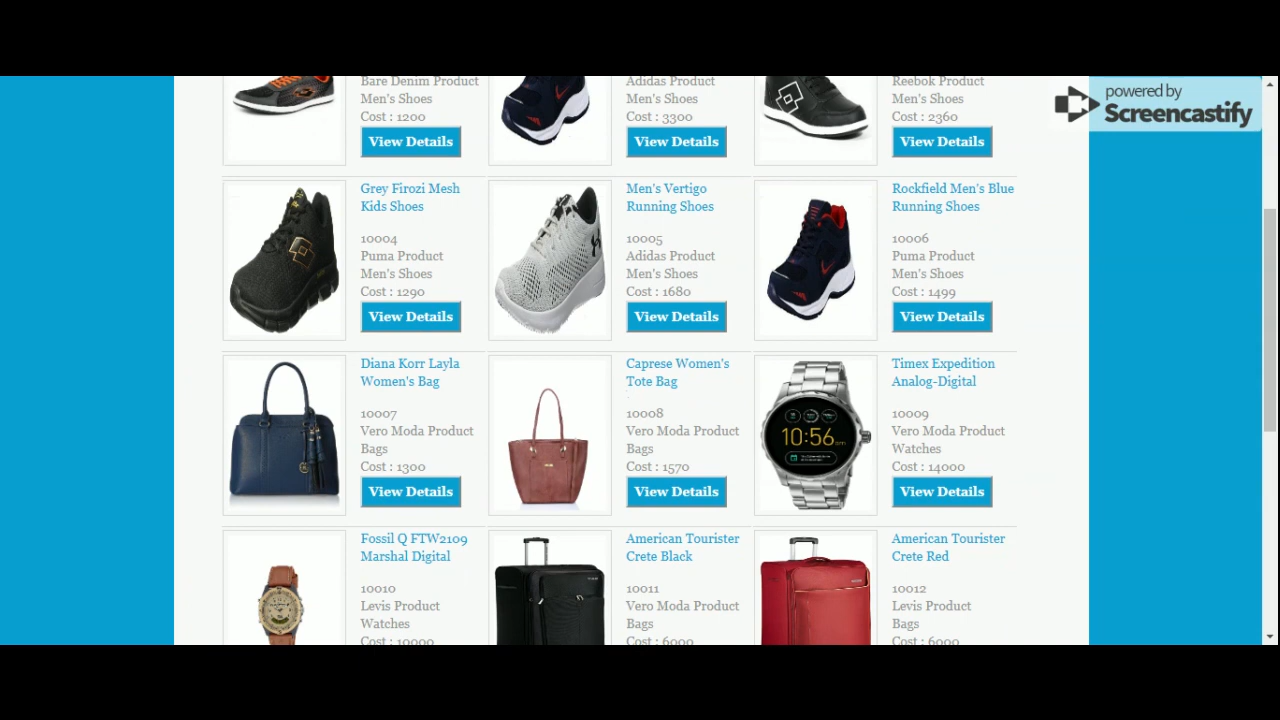 Bare Denim Product
Men's Shoes
Cost : 1200
View Details
Adidas Product
Men's Shoes
Cost : 3300
View Details
Reebok Product
Men's Shoes
Cost : 2360
View Details
powered by
Screencastify
Grey Firozi Mesh
Kids Shoes
10004
Puma Product
Men's Shoes
Cost : 1290
View Details
Men's Vertigo
Running Shoes
10005
Adidas Product
Men's Shoes
Cost : 1680
View Details
Rockfield Men's Blue
Running Shoes
10006
Puma Product
Men's Shoes
Cost : 1499
View Details
Diana Korr Layla
Women's Bag
10007
Vero Moda Product
Bags
Cost : 1300
View Details
Caprese Women's
Tote Bag
10008
Vero Moda Product
Bags
Cost : 1570
View Details
10:56
Timex Expedition
Analog-Digital
10009
Vero Moda Product
Watches
Cost : 14000
View Details
Fossil Q FTW2109
Marshal Digital
10010
Levis Product
Watches
Cost : 10000
American Tourister
Crete Black
10011
Vero Moda Product
Bags
Cost : 6000
American Tourister
Crete Red
10012
Levis Product
Bags
Cost : 6000